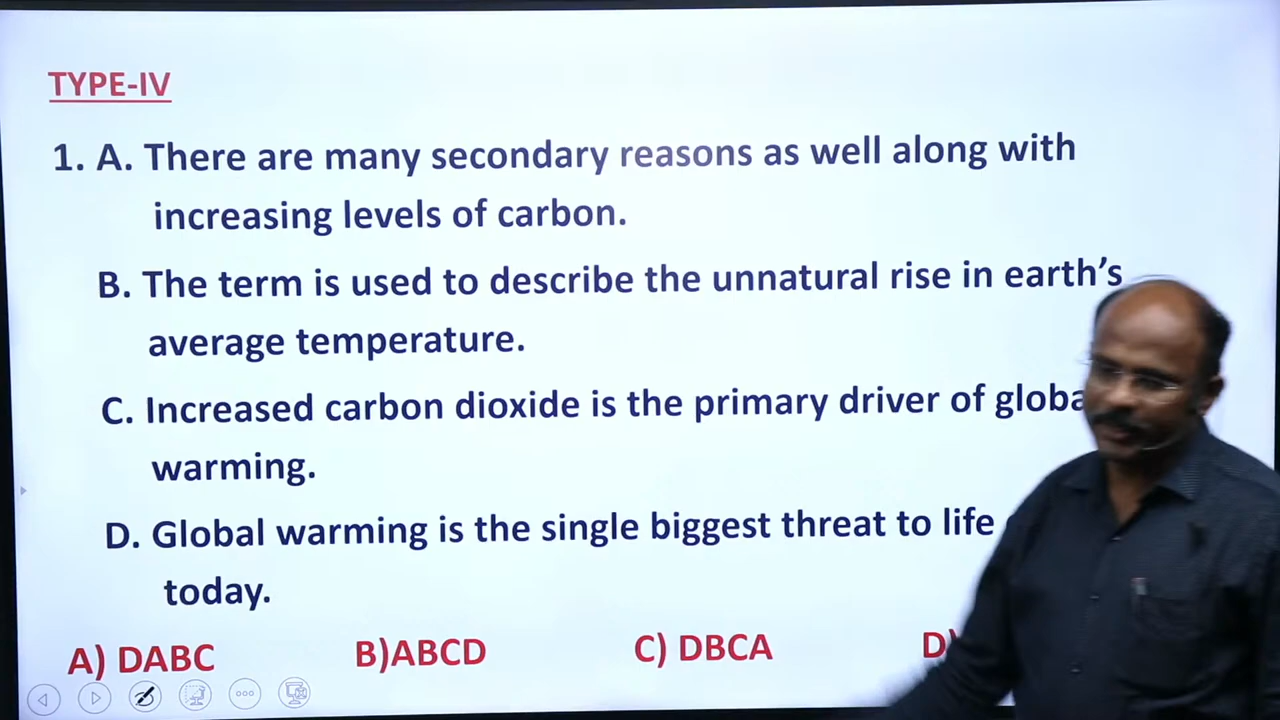 TYPE-IV
1. A. There are many secondary reasons as well along with
increasing levels of carbon.
B. The term is used to describe the unnatural rise in earth's
average temperature.
C. Increased carbon dioxide is the primary driver of
warming.
D. Global warming is the single biggest threat to life
today.
A) DABC B)ABCD C) DBCA D)